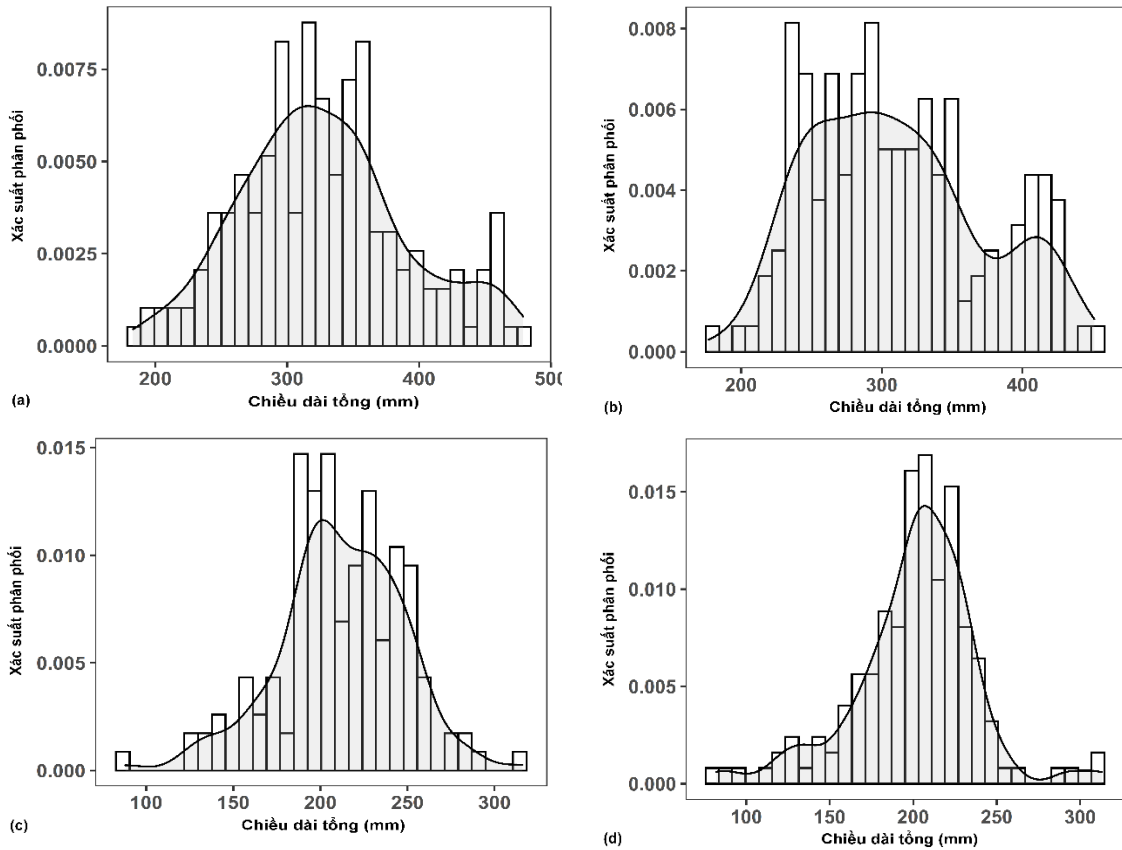 0.0075
0.0050
0.0025
0.0000
Xác suất phân phối
200 300 400 500
Chiều dài tổng (mm)
(a)
0.008
0.006
0.004
0.002
0.000
Xác suất phân phối
200 300 400
Chiều dài tổng (mm)
(b)
0.015
0.010
0.005
0.000
Xác suất phân phối
100 150 200 250 300
Chiều dài tổng (mm)
(c)
0.015
0.010
0.005
0.000
Xác suất phân phối
100 150 200 250 300
Chiều dài tổng (mm)
(d)